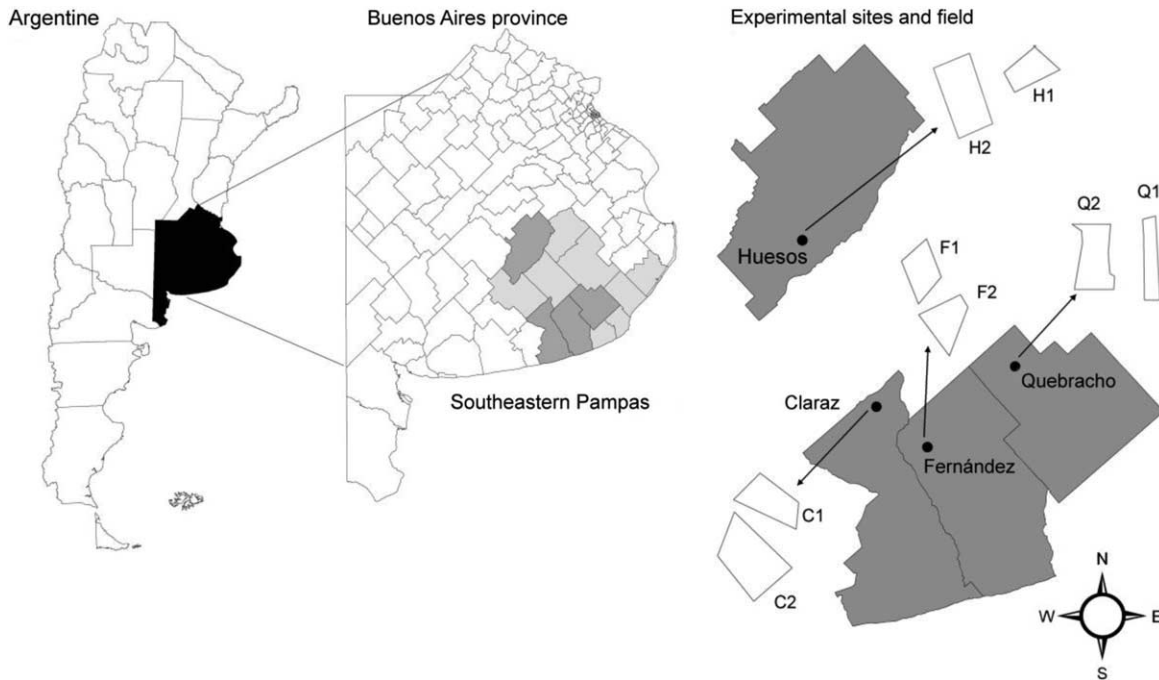 Argentine
Buenos Aires province
Experimental sites and field
H1
H2
Q1
Q2
Huesos
F1
F2
Quebracho
Claraz
Southeastern Pampas
Fernández
C1
C2
N
W
E
S